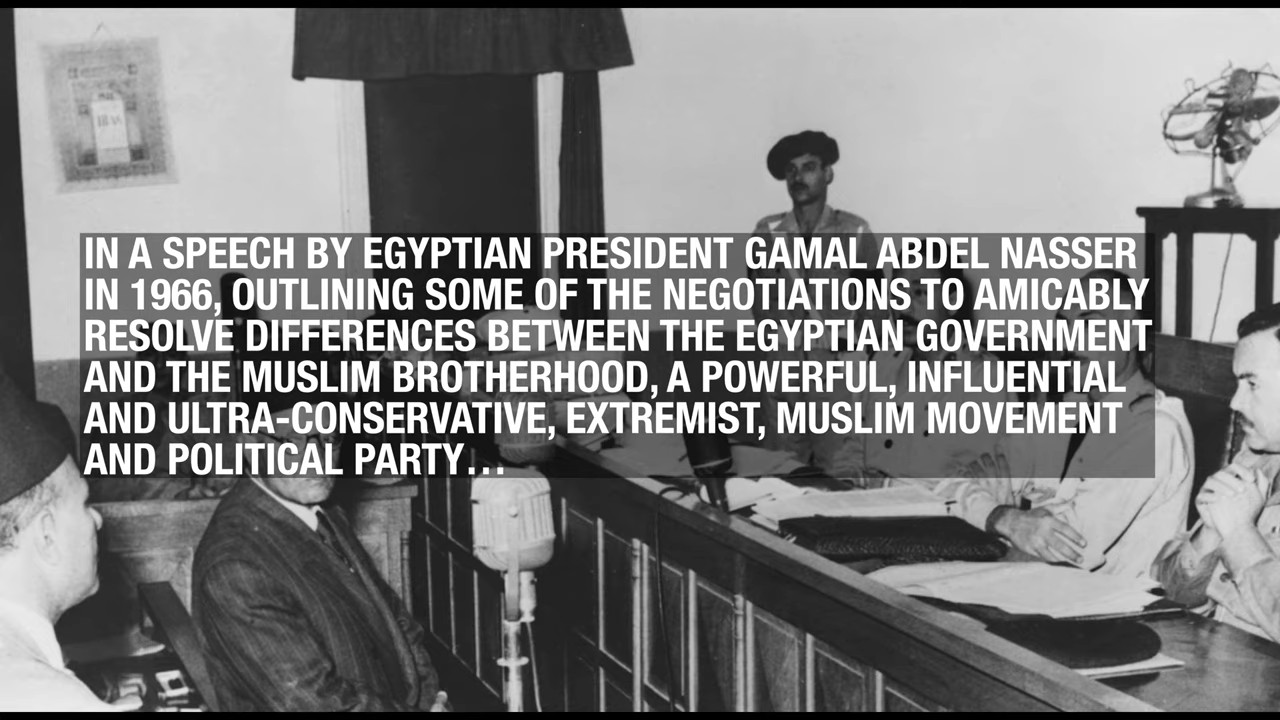 IN A SPEECH BY EGYPTIAN PRESIDENT GAMAL ABDEL NASSER
IN 1966, OUTLINING SOME OF THE NEGOTIATIONS TO AMICABLY
RESOLVE DIFFERENCES BETWEEN THE EGYPTIAN GOVERNMENT
AND THE MUSLIM BROTHERHOOD, A POWERFUL, INFLUENTIAL
AND ULTRA-CONSERVATIVE, EXTREMIST, MUSLIM MOVEMENT
AND POLITICAL PARTY...